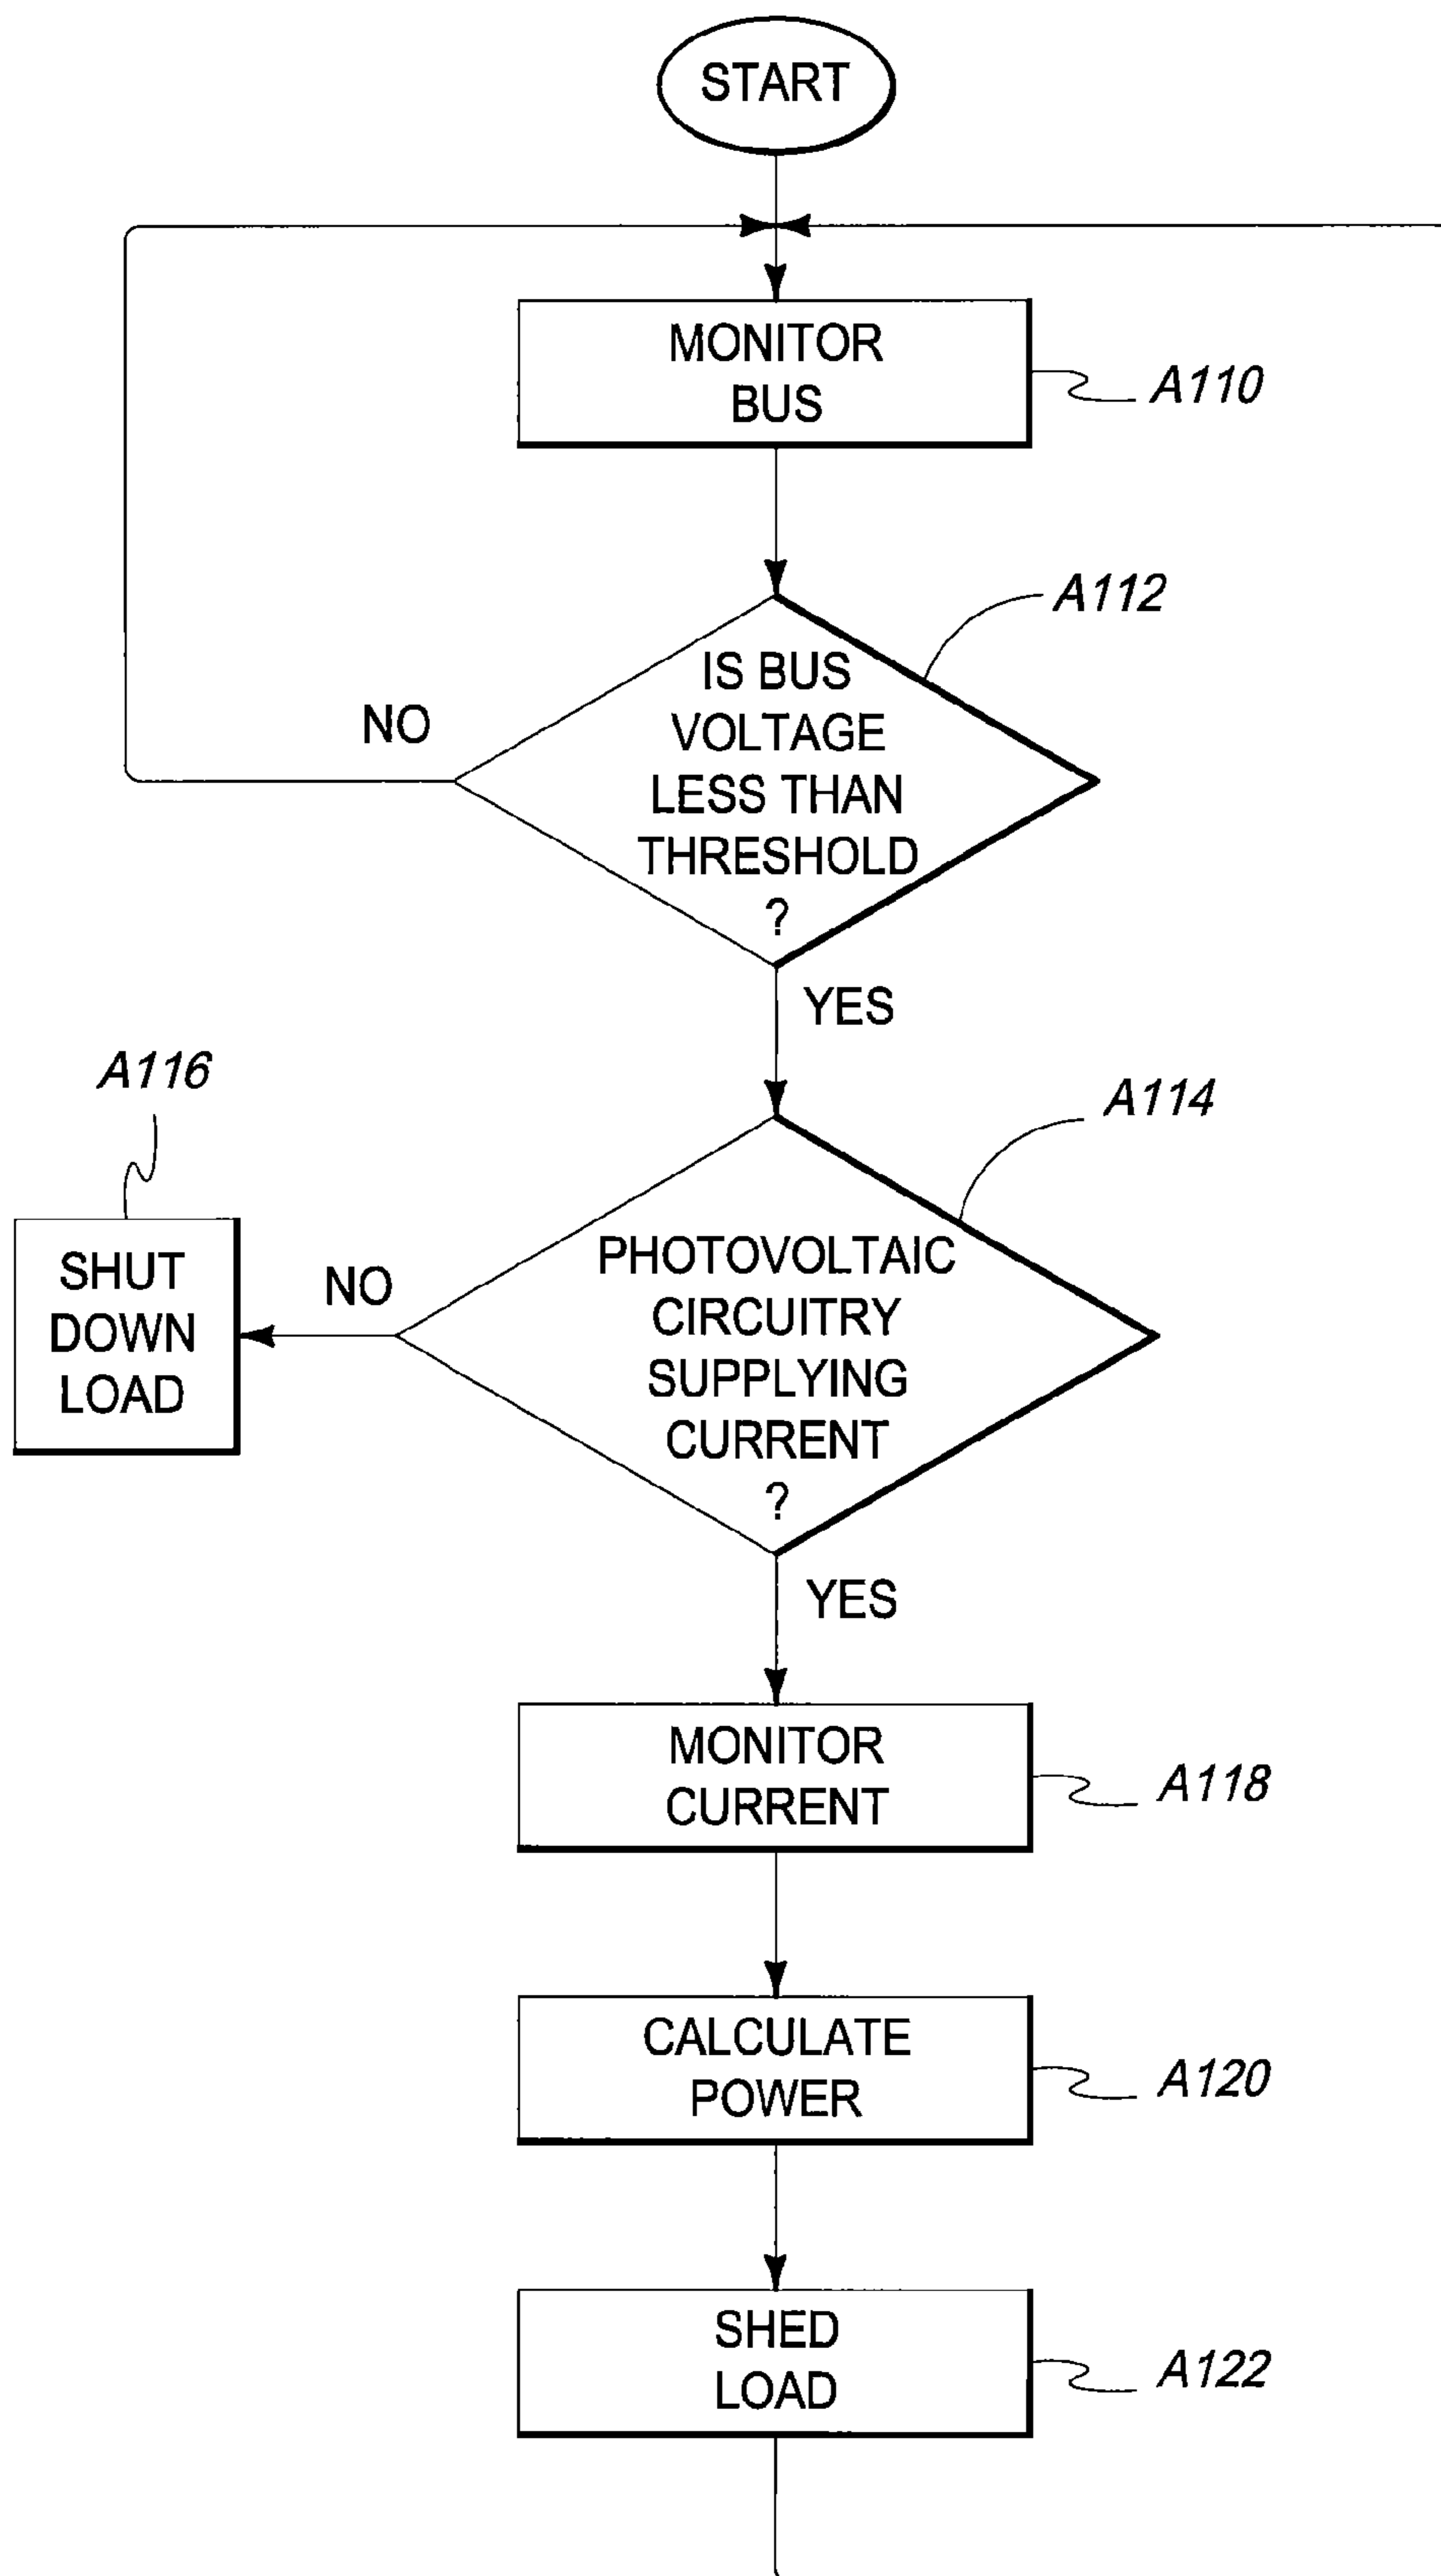 START
MONITOR
BUS
A110
A112
IS BUS
VOLTAGE
LESS THAN
THRESHOLD
?
NO
YES
A116
A114
SHUT
DOWN
LOAD
NO
PHOTOVOLTAIC
CIRCUITRY
SUPPLYING
CURRENT
?
YES
MONITOR
CURRENT
A118
CALCULATE
POWER
A120
SHED
LOAD
A122